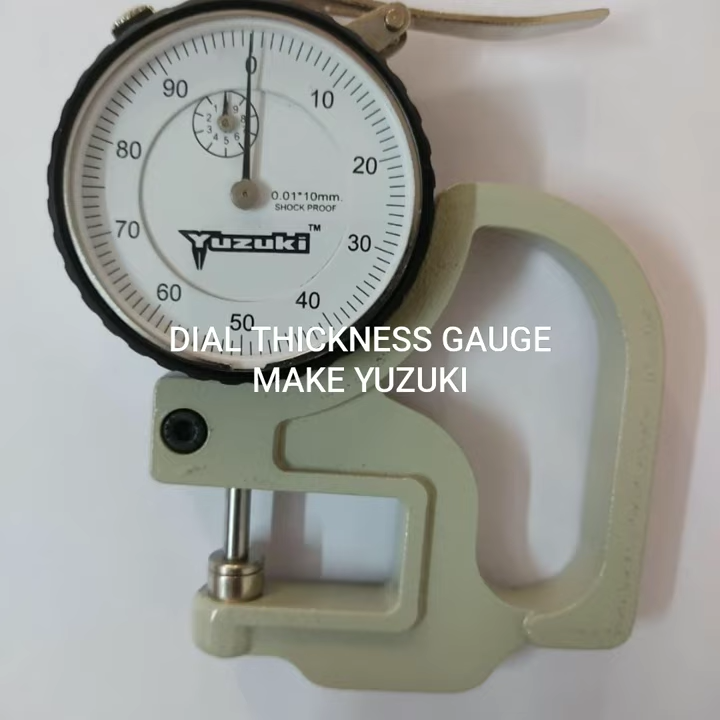 0
10
20
30
40
50
60
70
80
90
0.01*10mm.
SHOCK PROOF
Yuzuki™
DIAL THICKNESS GAUGE
MAKE YUZUKI